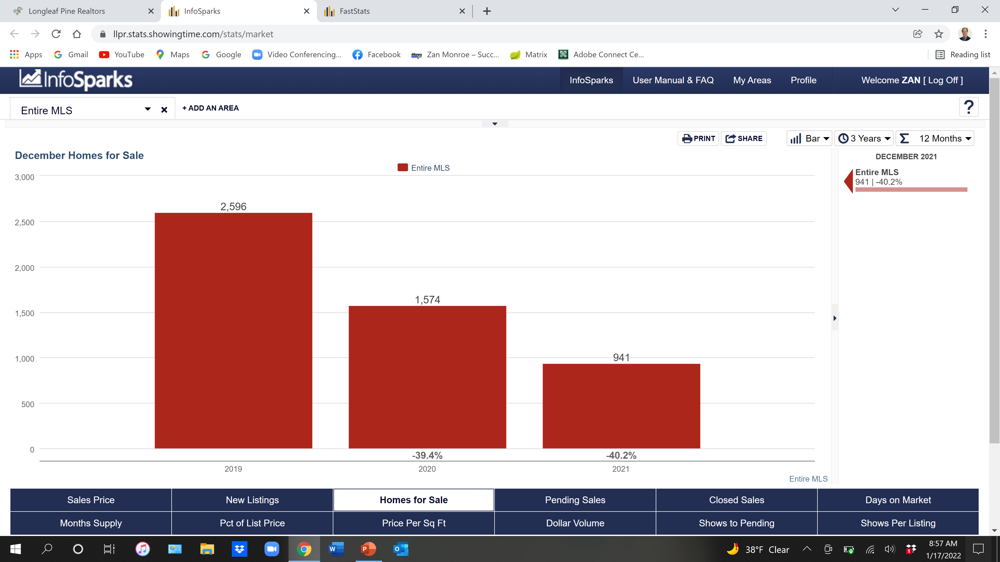 Longleaf Pine Realtors
InfoSparks
FastStats
llpr.stats.showingtime.com/stats/market
Apps
Gmail
YouTube
Maps
Google
Video Conferencing...
Facebook
Monroe
Zan Monroe – Succ...
Matrix
Adobe Connect Ce...
Reading list
InfoSparks
InfoSparks
User Manual & FAQ
My Areas
Profile
Welcome ZAN [ Log Off ]
Entire MLS
+ ADD AN AREA
?
PRINT
SHARE
Bar
3 Years
Σ 12 Months
December Homes for Sale
Entire MLS
DECEMBER 2021
Entire MLS
941 | -40.2%
3,000
2,500
2,000
1,500
1,000
500
0
2,596
1,574
941
-39.4%
-40.2%
2019
2020
2021
Entire MLS
Sales Price
New Listings
Homes for Sale
Pending Sales
Closed Sales
Days on Market
Months Supply
Pct of List Price
Price Per Sq Ft
Dollar Volume
Shows to Pending
Shows Per Listing
W
P
O
38°F Clear
1
8:57 AM
1/17/2022